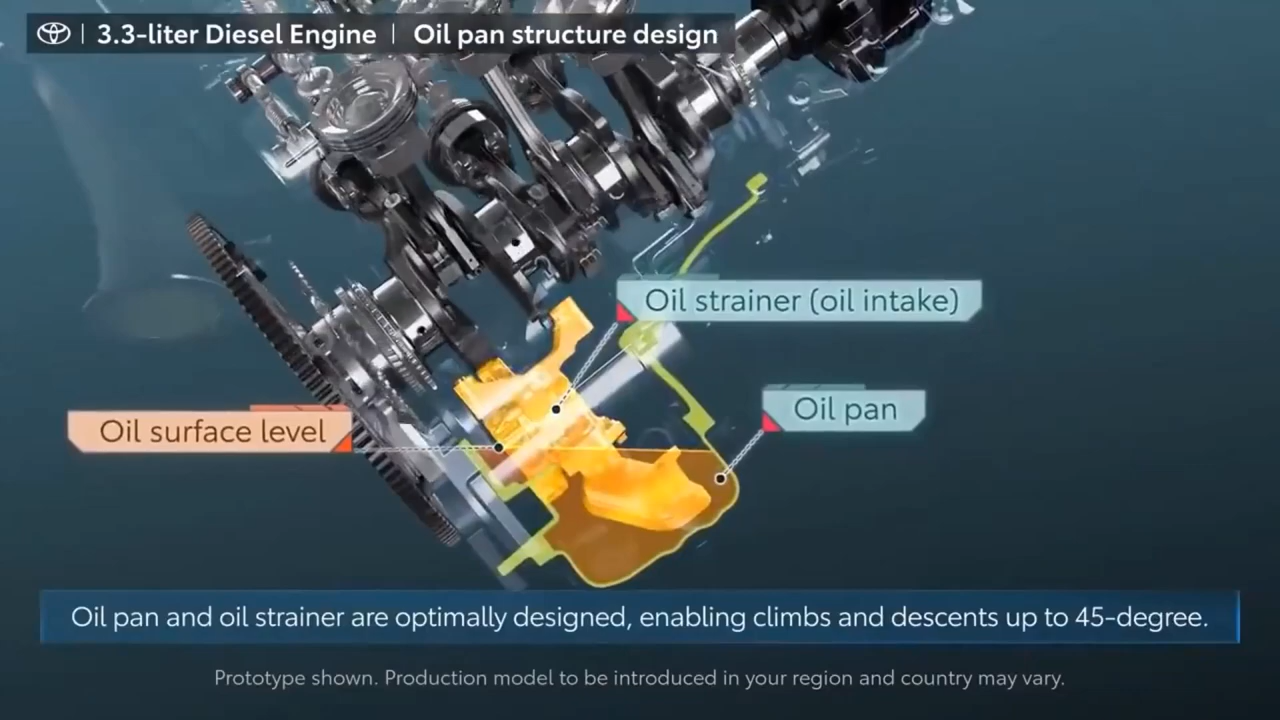 3.3-liter Diesel Engine | Oil pan structure design
Oil strainer (oil intake)
Oil pan
Oil surface level
Oil pan and oil strainer are optimally designed, enabling climbs and descents up to 45-degree.
Prototype shown. Production model to be introduced in your region and country may vary.